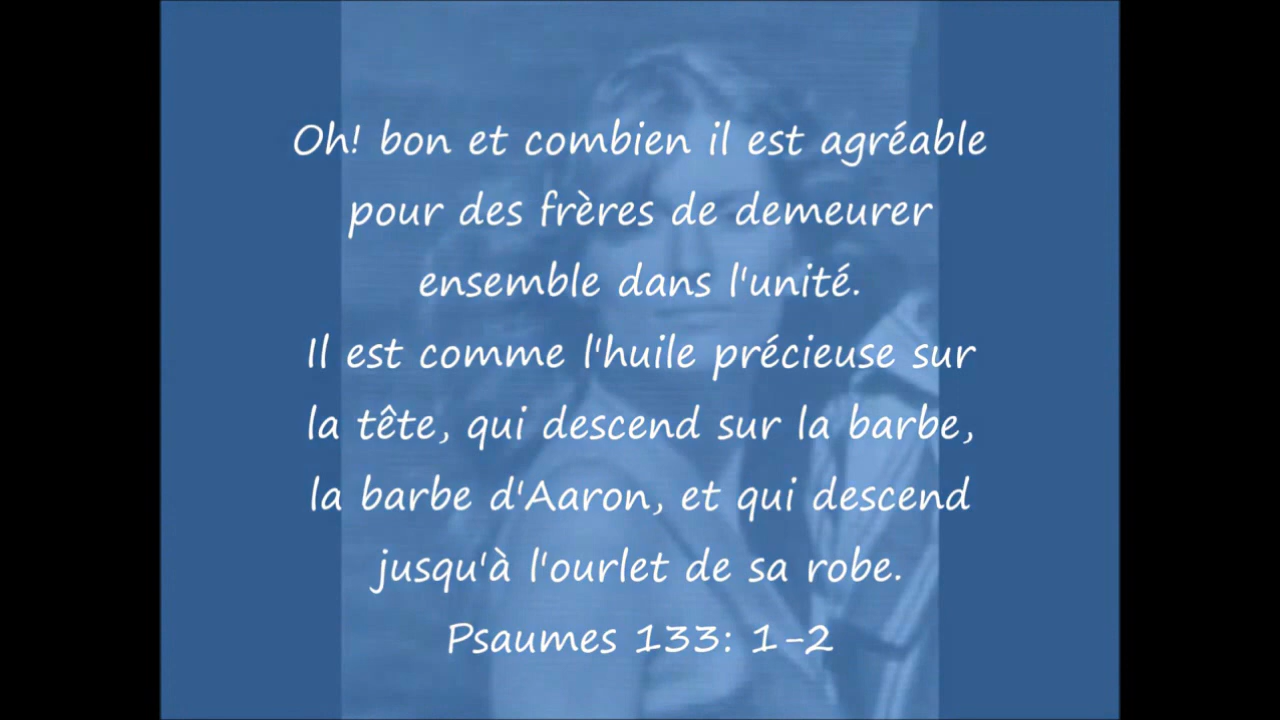 Oh! bon et combien il est agréable
pour des frères de demeurer
ensemble dans l'unité.
Il est comme l'huile précieuse sur
la tête, qui descend sur la barbe,
la barbe d'Aaron, et qui descend
jusqu'à l'ourlet de sa robe.
Psaumes 133: 1-2